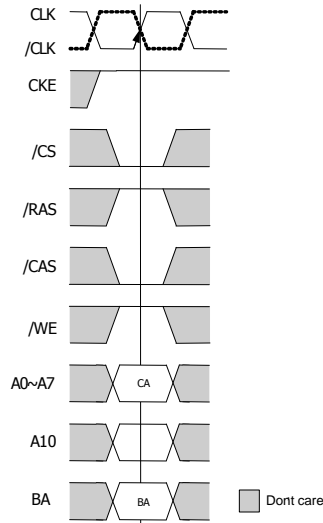 CLK
/CLK
CKE
/CS
/RAS
/CAS
/WE
A0~A7
CA
A10
BA
BA
Dont care